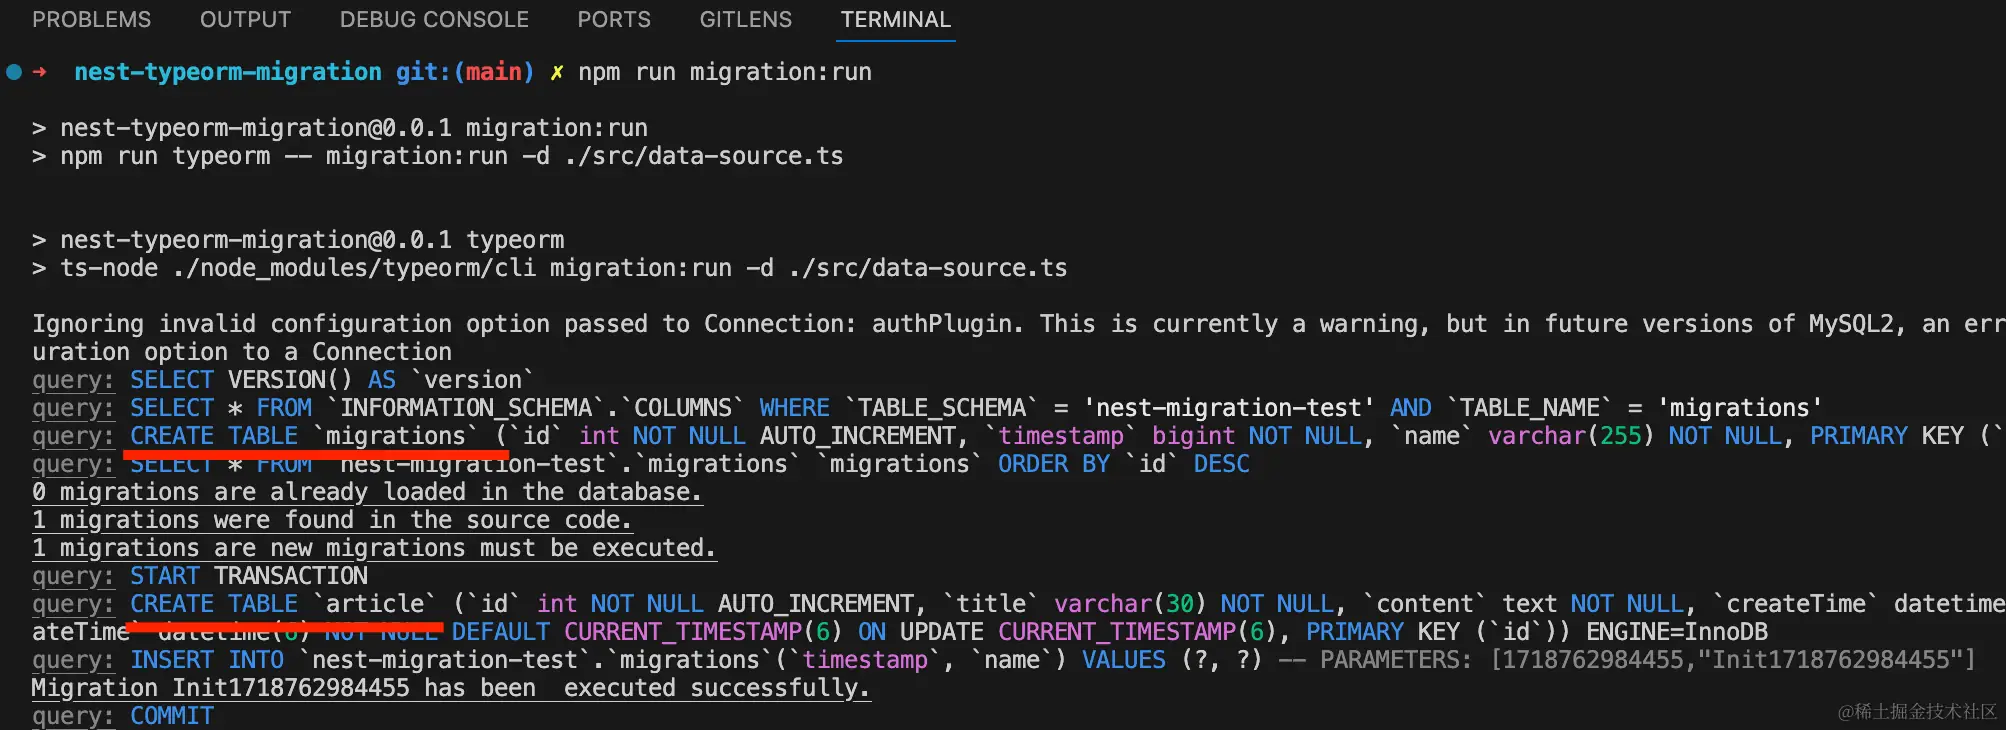 PROBLEMS OUTPUT DEBUG CONSOLE PORTS GITLENS TERMINAL
➜ nest-typeorm-migration git:(main) ✗ npm run migration:run
> nest-typeorm-migration@0.0.1 migration:run
> npm run typeorm -- migration:run -d ./src/data-source.ts
> nest-typeorm-migration@0.0.1 typeorm
> ts-node ./node_modules/typeorm/cli migration:run -d ./src/data-source.ts
Ignoring invalid configuration option passed to Connection: authPlugin. This is currently a warning, but in future versions of MySQL2, an err
uration option to a Connection
query: SELECT VERSION() AS `version`
query: SELECT * FROM `INFORMATION_SCHEMA`.`COLUMNS` WHERE `TABLE_SCHEMA` = 'nest-migration-test' AND `TABLE_NAME` = 'migrations'
query: CREATE TABLE `migrations` (`id` int NOT NULL AUTO_INCREMENT, `timestamp` bigint NOT NULL, `name` varchar(255) NOT NULL, PRIMARY KEY (`
query: SELECT * FROM `nest-migration-test`.`migrations` `migrations` ORDER BY `id` DESC
0 migrations are already loaded in the database.
1 migrations were found in the source code.
1 migrations are new migrations must be executed.
query: START TRANSACTION
query: CREATE TABLE `article` (`id` int NOT NULL AUTO_INCREMENT, `title` varchar(30) NOT NULL, `content` text NOT NULL, `createTime` datetime
ateTime` datetime(6) NOT NULL DEFAULT CURRENT_TIMESTAMP(6) ON UPDATE CURRENT_TIMESTAMP(6), PRIMARY KEY (`id`)) ENGINE=InnoDB
query: INSERT INTO `nest-migration-test`.`migrations`(`timestamp`, `name`) VALUES (?, ?) -- PARAMETERS: [1718762984455,"Init1718762984455"]
Migration Init1718762984455 has been  executed successfully.
query: COMMIT
@稀土掘金技术社区